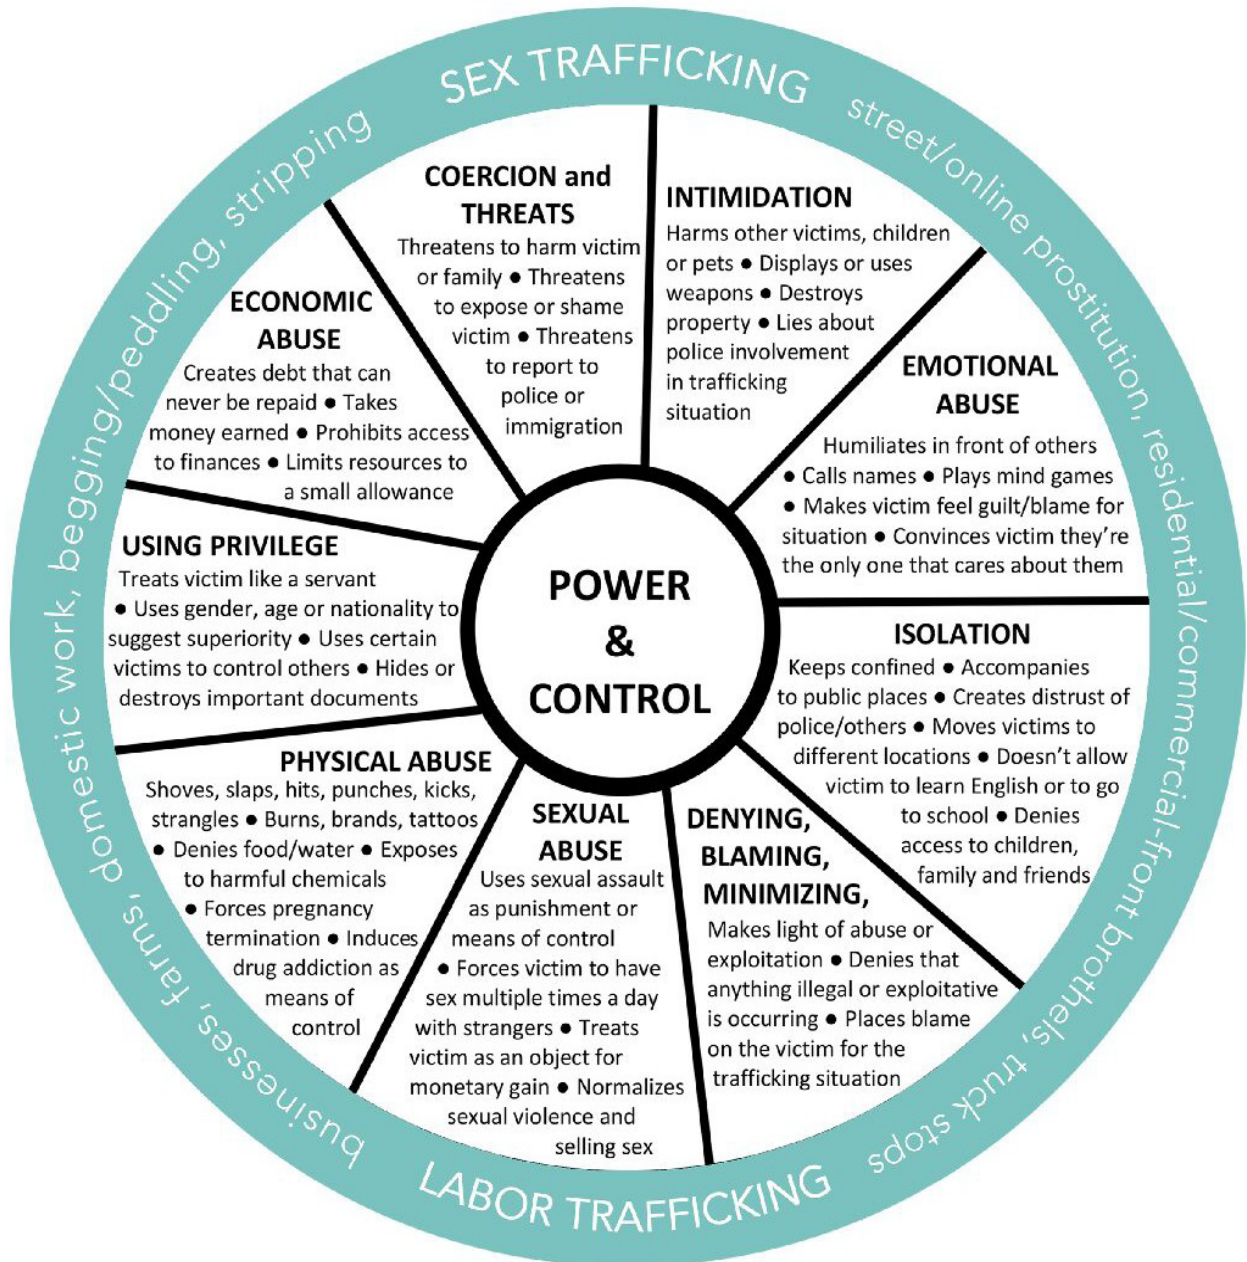 SEX TRAFFICKING
street/online prostitution, residential/commercial-front brothels, truck stops
LABOR TRAFFICKING
businesses, farms, domestic work, begging/peddling, stripping
POWER
&
CONTROL
COERCION and
THREATS
Threatens to harm victim
or family ● Threatens
to expose or shame
victim ● Threatens
to report to
police or
immigration
INTIMIDATION
Harms other victims, children
or pets ● Displays or uses
weapons ● Destroys
property ● Lies about
police involvement
in trafficking
situation
EMOTIONAL
ABUSE
Humiliates in front of others
● Calls names ● Plays mind games
● Makes victim feel guilt/blame for
situation ● Convinces victim they’re
the only one that cares about them
ISOLATION
Keeps confined ● Accompanies
to public places ● Creates distrust of
police/others ● Moves victims to
different locations ● Doesn’t allow
victim to learn English or to go
to school ● Denies
access to children,
family and friends
DENYING,
BLAMING,
MINIMIZING,
Makes light of abuse or
exploitation ● Denies that
anything illegal or exploitative
is occurring ● Places blame
on the victim for the
trafficking situation
SEXUAL
ABUSE
Uses sexual assault
as punishment or
means of control
● Forces victim to have
sex multiple times a day
with strangers ● Treats
victim as an object for
monetary gain ● Normalizes
sexual violence and
selling sex
PHYSICAL ABUSE
Shoves, slaps, hits, punches, kicks,
strangles ● Burns, brands, tattoos
● Denies food/water ● Exposes
to harmful chemicals
● Forces pregnancy
termination ● Induces
drug addiction as
means of
control
USING PRIVILEGE
Treats victim like a servant
● Uses gender, age or nationality to
suggest superiority ● Uses certain
victims to control others ● Hides or
destroys important documents
ECONOMIC
ABUSE
Creates debt that can
never be repaid ● Takes
money earned ● Prohibits access
to finances ● Limits resources to
a small allowance